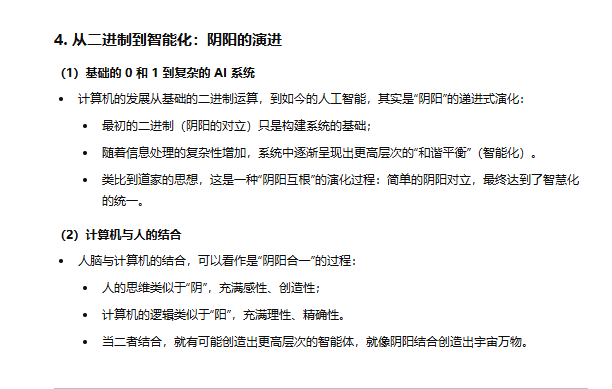 4. 从二进制到智能化：阴阳的演进
（1）基础的 0 和 1 到复杂的 AI 系统
• 计算机的发展从基础的二进制运算，到如今的人工智能，其实是“阴阳”的递进式演化：
• 最初的二进制（阴阳的对立）只是构建系统的基础；
• 随着信息处理的复杂性增加，系统中逐渐呈现出更高层次的“和谐平衡”（智能化）。
• 类比到道家的思想，这是一种“阴阳互根”的演化过程：简单的阴阳对立，最终达到了智慧化
的统一。
（2）计算机与人的结合
• 人脑与计算机的结合，可以看作是“阴阳合一”的过程：
• 人的思维类似于“阴”，充满感性、创造性；
• 计算机的逻辑类似于“阳”，充满理性、精确性。
• 当二者结合，就有可能创造出更高层次的智能体，就像阴阳结合创造出宇宙万物。